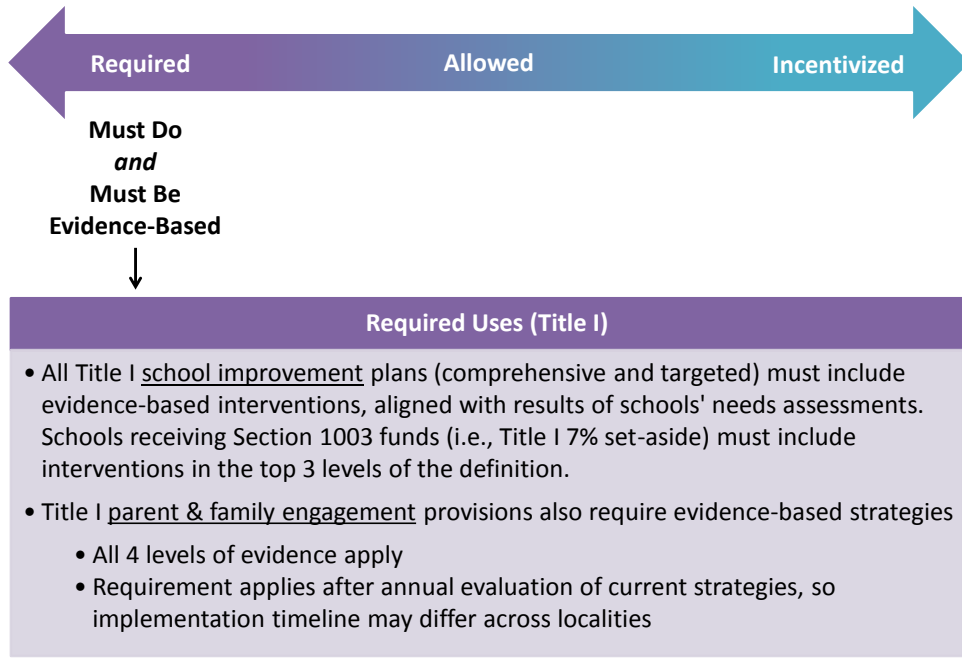 Required Allowed Incentivized
Must Do
and
Must Be
Evidence-Based
Required Uses (Title I)
• All Title I school improvement plans (comprehensive and targeted) must include
evidence-based interventions, aligned with results of schools' needs assessments.
Schools receiving Section 1003 funds (i.e., Title I 7% set-aside) must include
interventions in the top 3 levels of the definition.
• Title I parent & family engagement provisions also require evidence-based strategies
• All 4 levels of evidence apply
• Requirement applies after annual evaluation of current strategies, so
implementation timeline may differ across localities